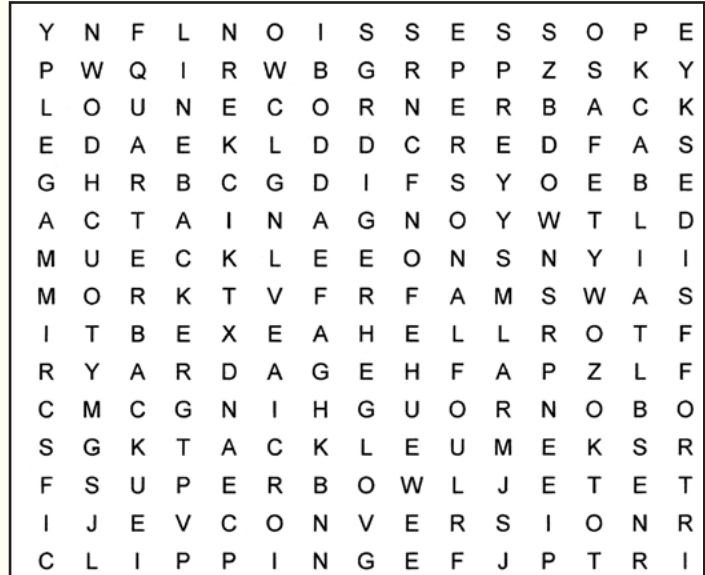 Y N F L N O I S S E S S O P E
P W Q I R W B G R P P Z S K Y
L O U N E C O R N E R B A C K
E D A E K L D D C R E D F A S
G H R B C G D I F S Y O E B E
A C T A I N A G N O Y W T L D
M U E C K L E E O N S N Y I I
M O R K T V F R F A M S W A S
I T B E X E A H E L L R O T F
R Y A R D A G E H F A P Z L F
C M C G N I H G U O R N O B O
S G K T A C K L E U M E K S R
F S U P E R B O W L J E T E T
I J E V C O N V E R S I O N R
C L I P P I N G E F J P T R I